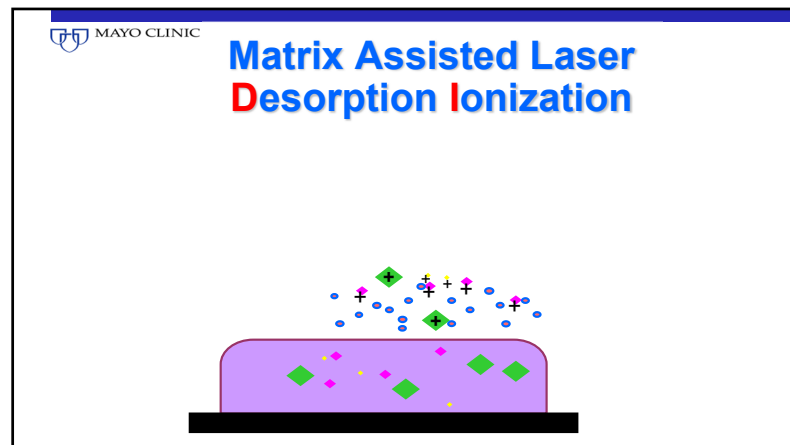 MAYO CLINIC
Matrix Assisted Laser
Desorption Ionization